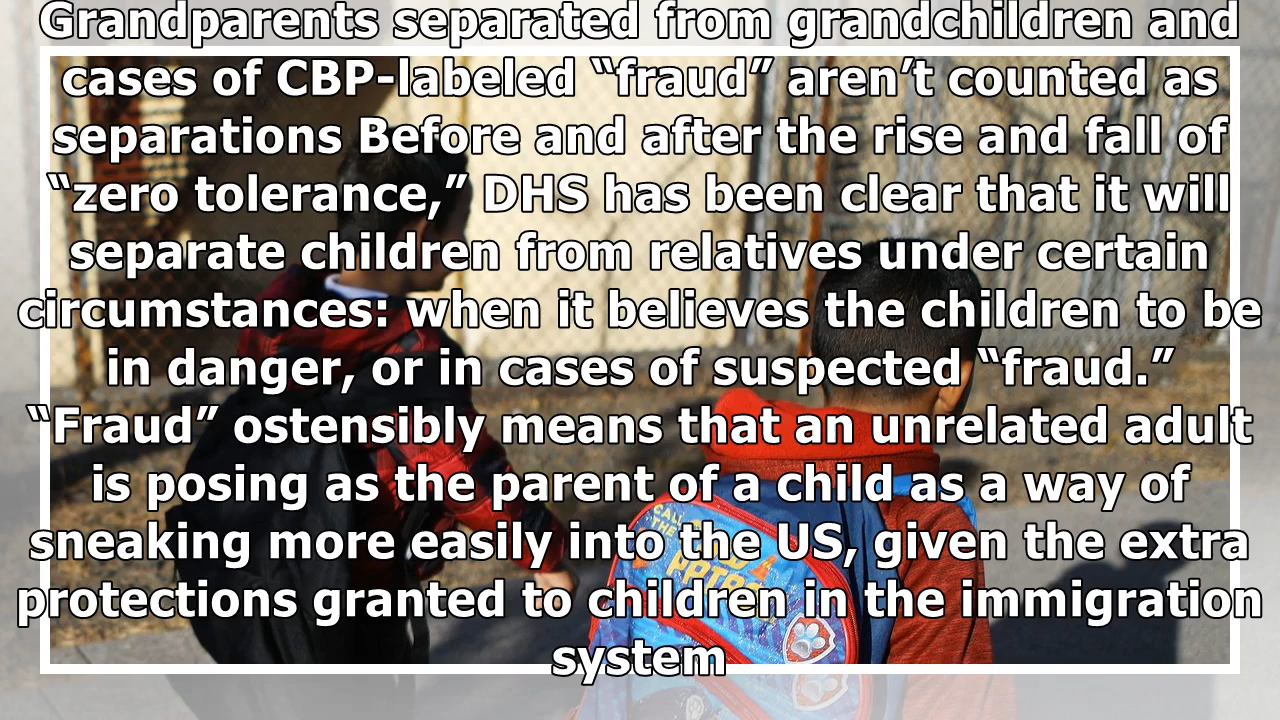 Grandparents separated from grandchildren and
cases of CBP-labeled “fraud” aren’t counted as
separations Before and after the rise and fall of
“zero tolerance,” DHS has been clear that it will
separate children from relatives under certain
circumstances: when it believes the children to be
in danger, or in cases of suspected “fraud.”
“Fraud” ostensibly means that an unrelated adult
is posing as the parent of a child as a way of
sneaking more easily into the US, given the extra
protections granted to children in the immigration
system
CALL
THE
PATROL